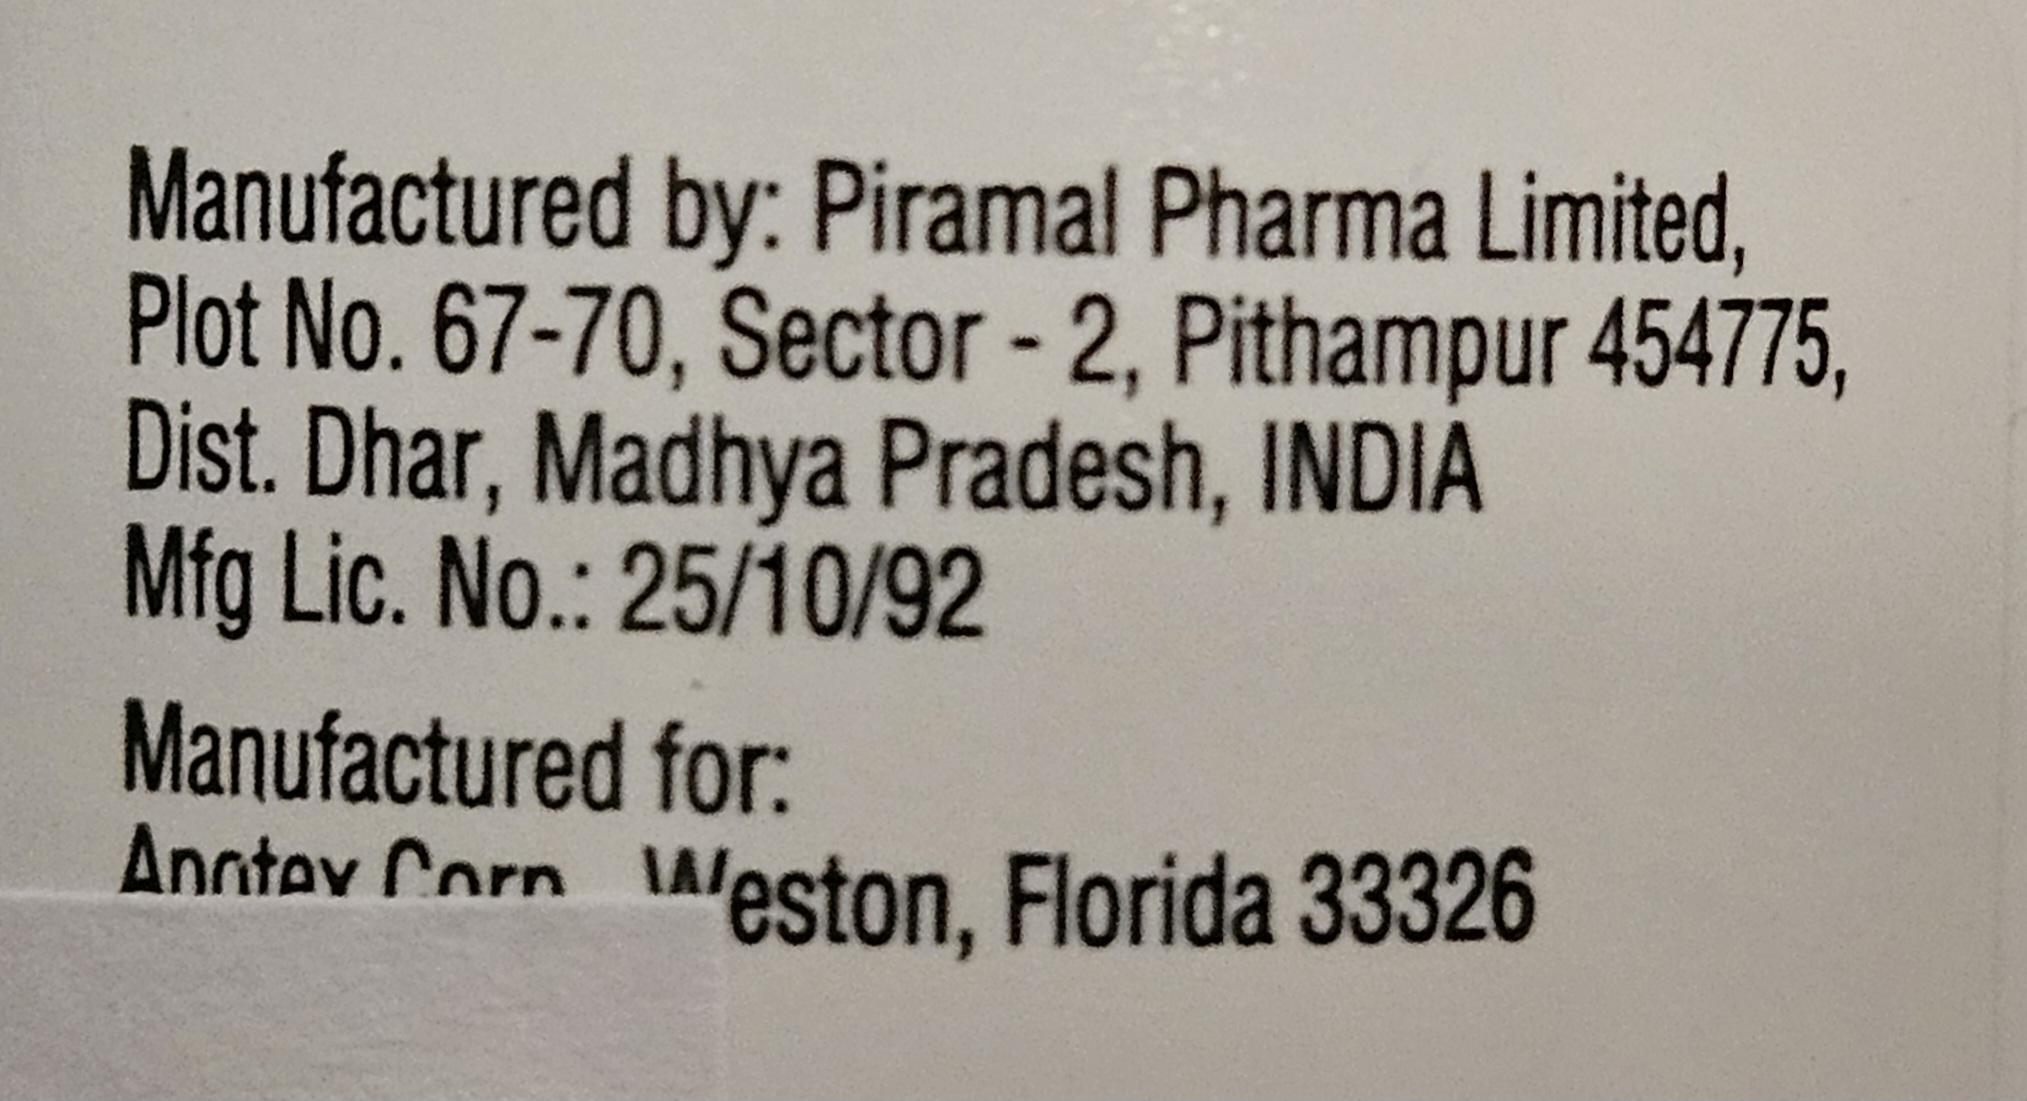 Manufactured by: Piramal Pharma Limited,
Plot No. 67-70, Sector - 2, Pithampur 454775,
Dist. Dhar, Madhya Pradesh, INDIA
Mfg Lic. No.: 25/10/92
Manufactured for:
Corp. Weston, Florida 33326